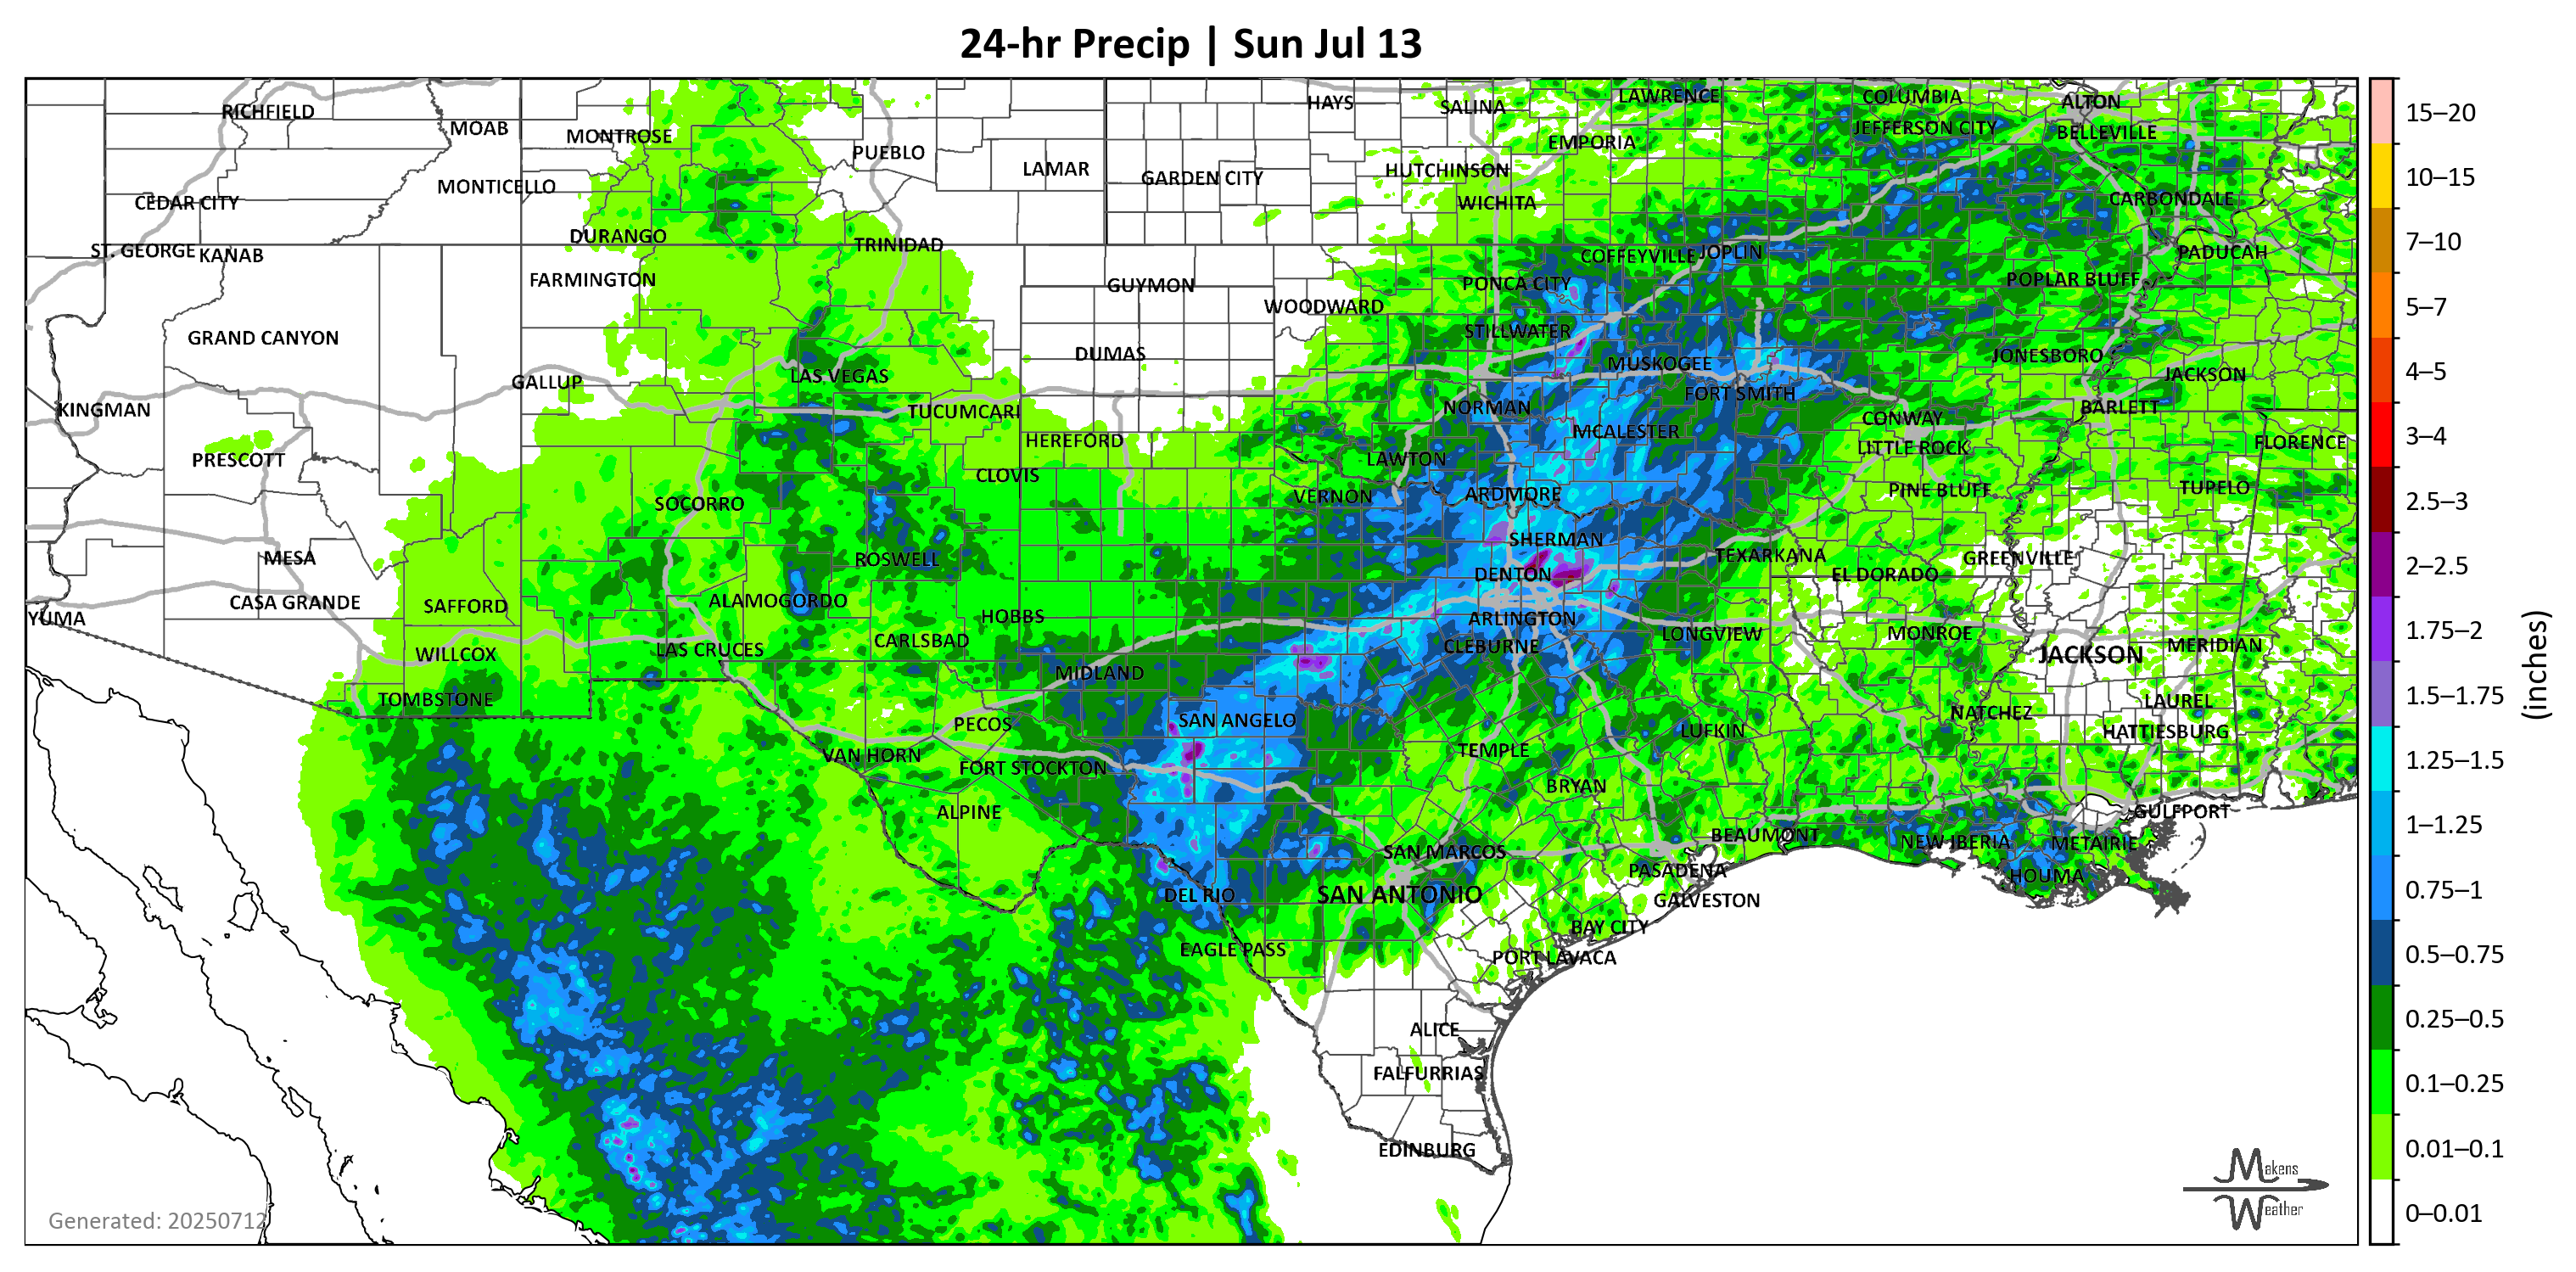 24-hr Precip | Sun Jul 13
RICHFIELD
MOAB
MONTROSE
PUEBLO
LAMAR
HAYS
SALINA
LAWRENCE
COLUMBIA
ALTON
EMPORIA
JEFFERSON CITY
BELLEVILLE
CEDAR CITY
MONTICELLO
GARDEN CITY
HUTCHINSON
WICHITA
CARBONDALE
ST. GEORGE
KANAB
DURANGO
TRINIDAD
COFFEYVILLE
JOPLIN
PADUCAH
FARMINGTON
GUYMON
WOODWARD
PONCA CITY
POPLAR BLUFF
GRAND CANYON
DUMAS
STILLWATER
MUSKOGEE
JONESBORO
GALLUP
LAS VEGAS
FORT SMITH
JACKSON
KINGMAN
TUCUMCARI
NORMAN
CONWAY
BARLETT
PRESCOTT
HEREFORD
MCALESTER
LITTLE ROCK
FLORENCE
CLOVIS
LAWTON
SOCORRO
VERNON
ARDMORE
PINE BLUFF
TUPELO
MESA
ROSWELL
SHERMAN
TEXARKANA
GREENVILLE
CASA GRANDE
SAFFORD
ALAMOGORDO
DENTON
EL DORADO
YUMA
HOBBS
ARLINGTON
WILLCOX
LAS CRUCES
CARLSBAD
CLEBURNE
LONGVIEW
MONROE
JACKSON
MERIDIAN
TOMBSTONE
MIDLAND
PECOS
SAN ANGELO
LUFKIN
NATCHEZ
LAUREL
HATTIESBURG
VAN HORN
FORT STOCKTON
TEMPLE
ALPINE
BRYAN
GULFPORT
SAN MARCOS
BEAUMONT
NEW IBERIA
METAIRIE
DEL RIO
SAN ANTONIO
PASADENA
GALVESTON
HOUMA
EAGLE PASS
BAY CITY
PORT LAVACA
ALICE
FALFURRIAS
EDINBURG
Generated: 20250712
Makens
Weather
15–20
10–15
7–10
5–7
4–5
3–4
2.5–3
2–2.5
1.75–2
1.5–1.75
1.25–1.5
1–1.25
0.75–1
0.5–0.75
0.25–0.5
0.1–0.25
0.01–0.1
0–0.01
(inches)